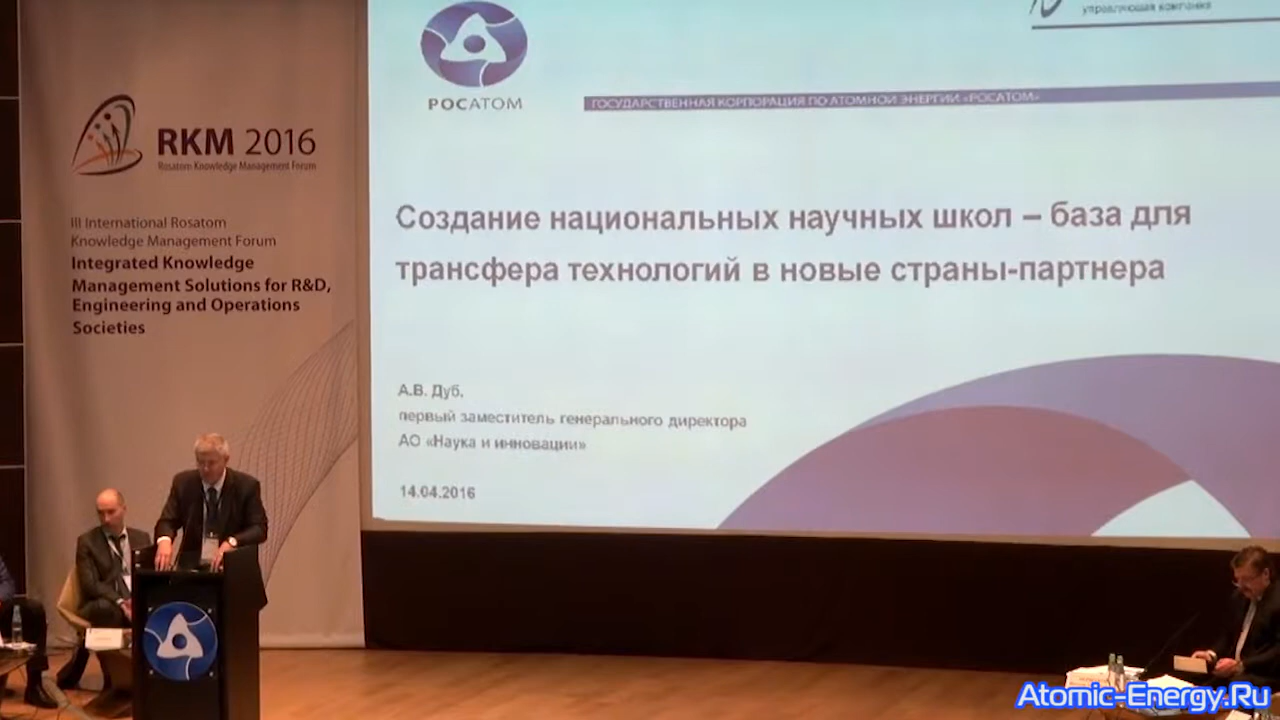 RKM 2016
Rosatom Knowledge Management Forum
III International Rosatom
Knowledge Management Forum
Integrated Knowledge
Management Solutions for R&D,
Engineering and Operations
Societies
РОСАТОМ
управляющая компания
ГОСУДАРСТВЕННАЯ КОРПОРАЦИЯ ПО АТОМНОЙ ЭНЕРГИИ «РОСАТОМ»
Создание национальных научных школ – база для
трансфера технологий в новые страны-партнера
А.В. Дуб,
первый заместитель генерального директора
АО «Наука и инновации»
14.04.2016
Atomic-Energy.Ru